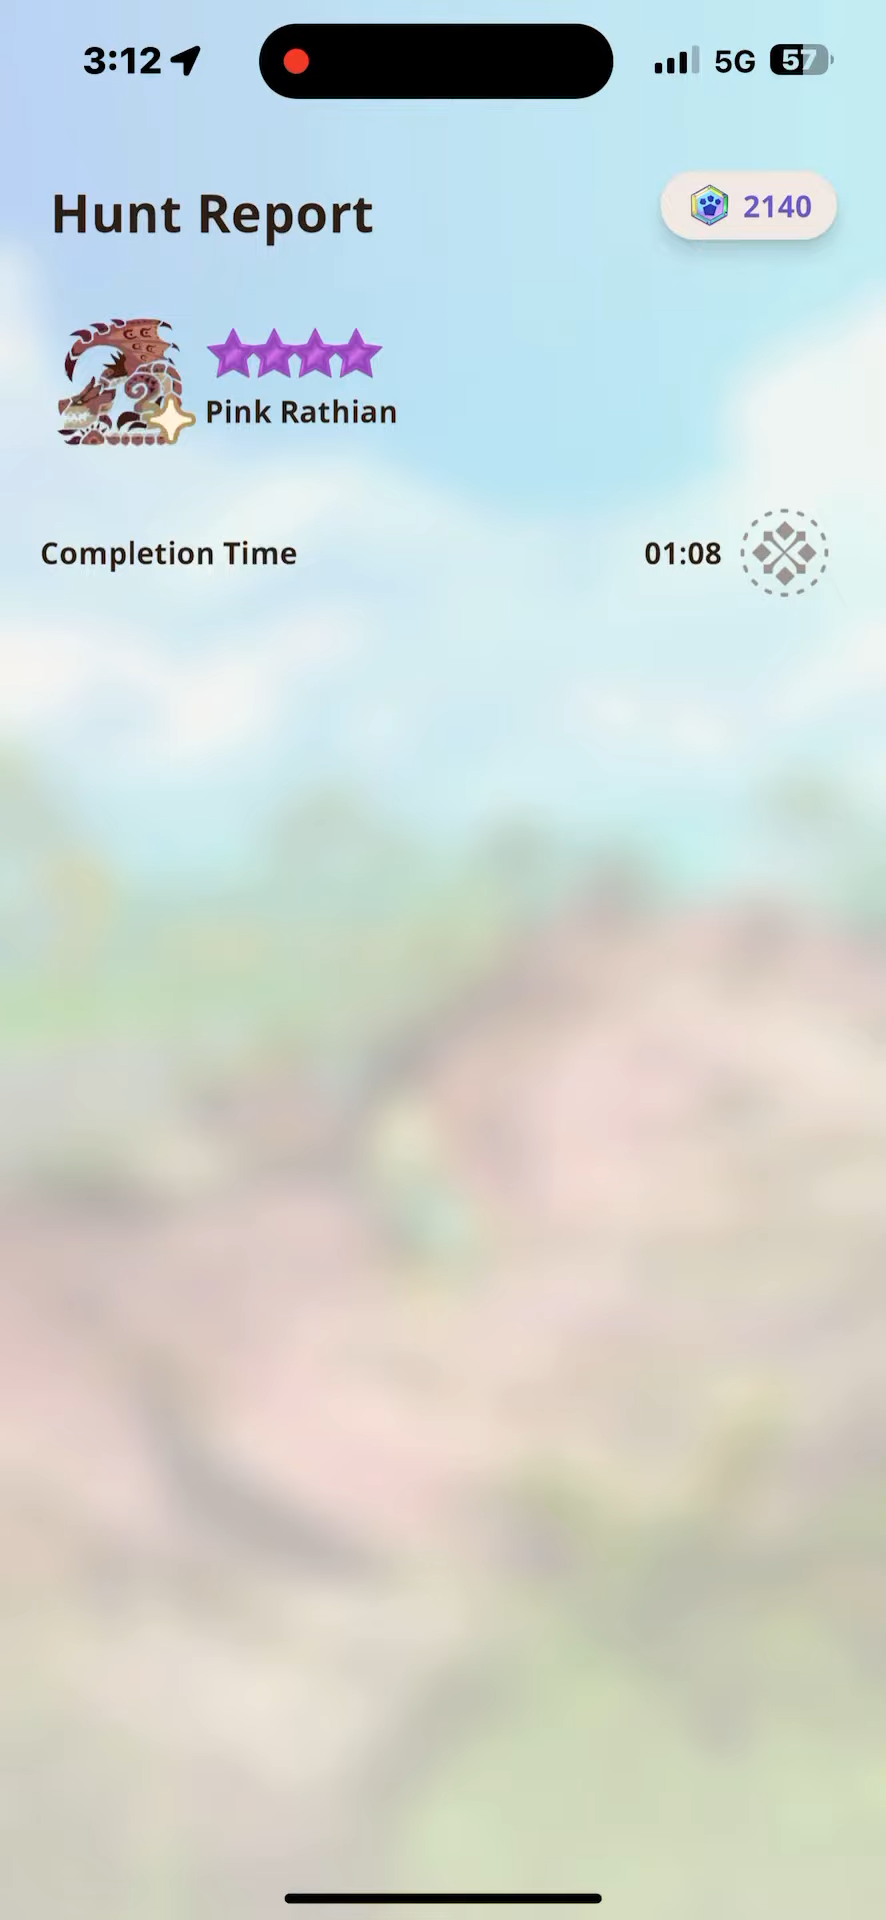 3:12
5G
57
Hunt Report
2140
Pink Rathian
Completion Time
01:08